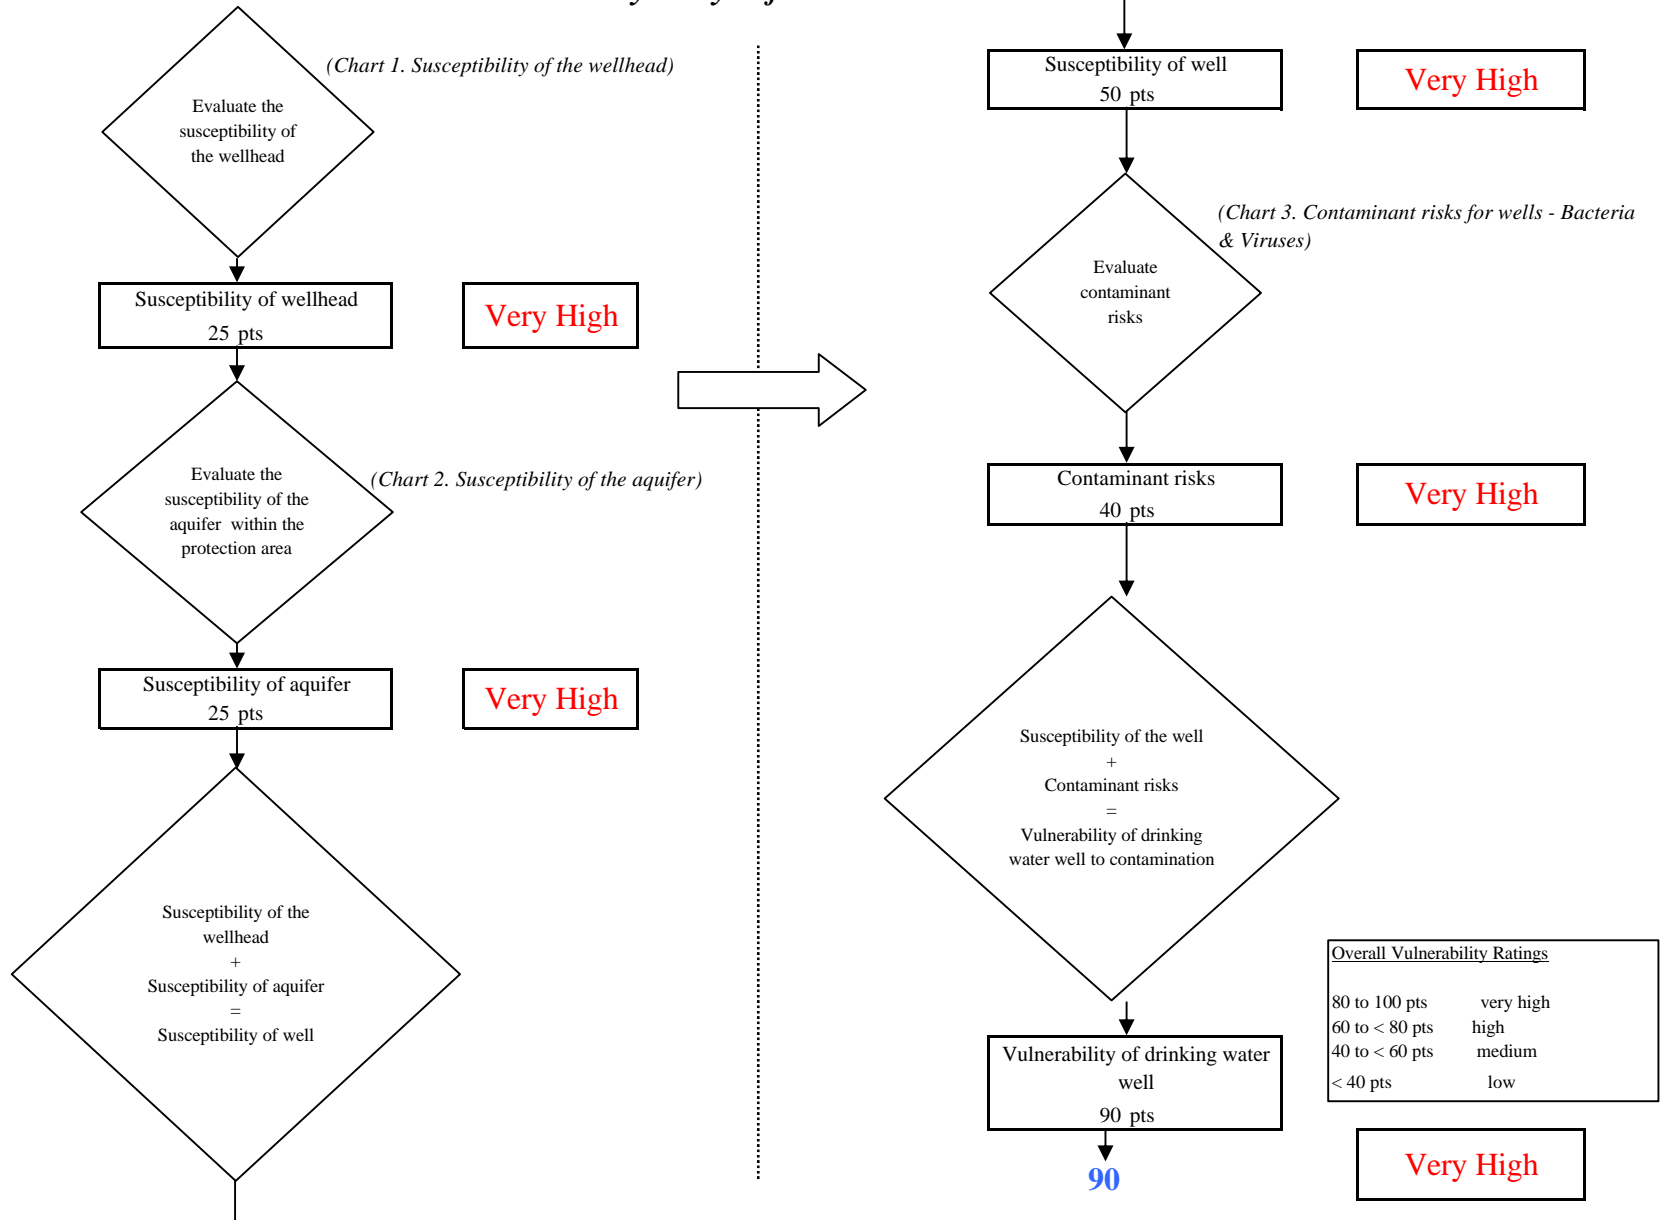 (Chart 1. Susceptibility of the wellhead)
Evaluate the
susceptibility of
the wellhead
Susceptibility of wellhead
25 pts
Very High
Evaluate the
susceptibility of the
aquifer within the
protection area
(Chart 2. Susceptibility of the aquifer)
Susceptibility of aquifer
25 pts
Very High
Susceptibility of the
wellhead
+
Susceptibility of aquifer
=
Susceptibility of well
Susceptibility of well
50 pts
Very High
(Chart 3. Contaminant risks for wells - Bacteria
& Viruses)
Evaluate
contaminant
risks
Contaminant risks
40 pts
Very High
Susceptibility of the well
+
Contaminant risks
=
Vulnerability of drinking
water well to contamination
Overall Vulnerability Ratings
80 to 100 pts very high
60 to < 80 pts high
40 to < 60 pts medium
< 40 pts low
Vulnerability of drinking water
well
90 pts
90
Very High